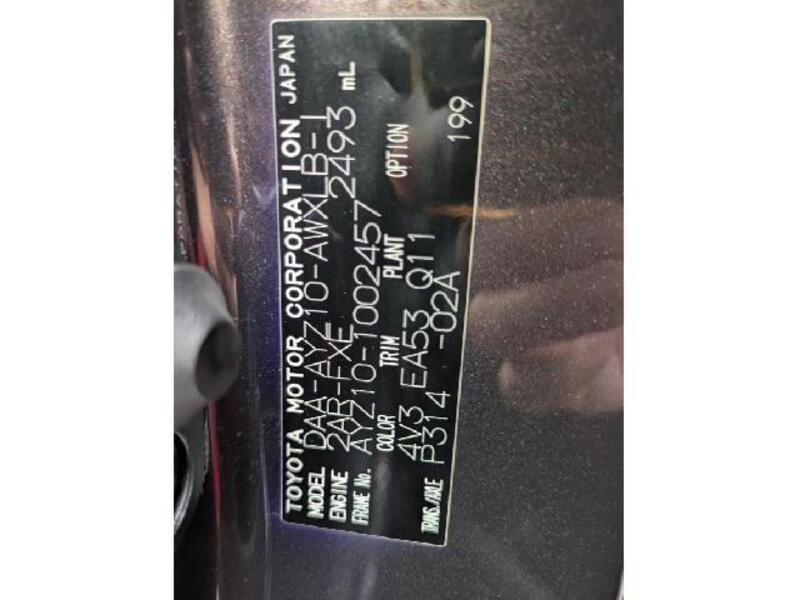 TOYOTA MOTOR CORPORATION JAPAN
MODEL DAA-AYZ10-AWXLB-L
ENGINE 2AR-FXE 2493 mL
FRAME No. AYZ10-1002457
COLOR TRIM PLANT OPTION
4V3 EA53 Q11
P314 -02A 199
TRANS./AXLE